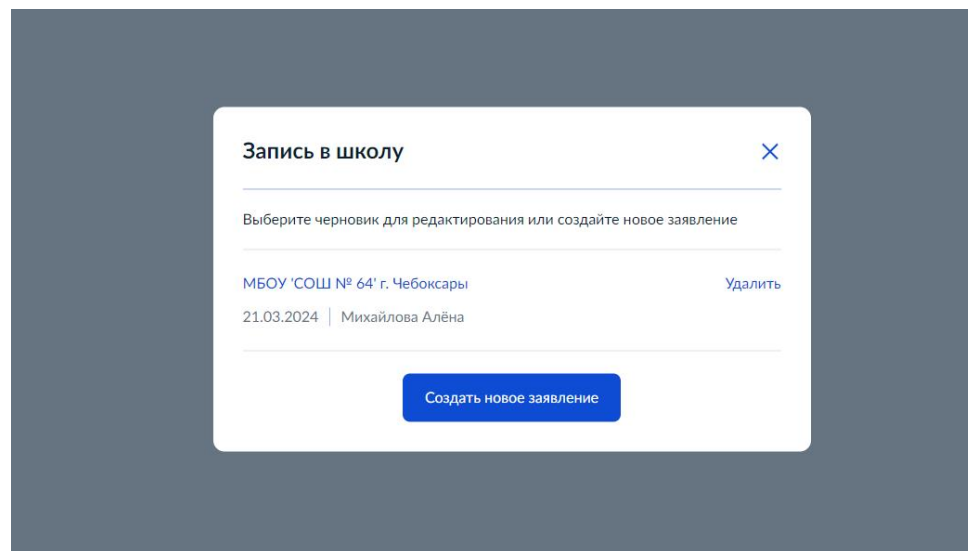 Запись в школу
Выберите черновик для редактирования или создайте новое заявление
МБОУ 'СОШ № 64' г. Чебоксары Удалить
21.03.2024 | Михайлова Алёна
Создать новое заявление